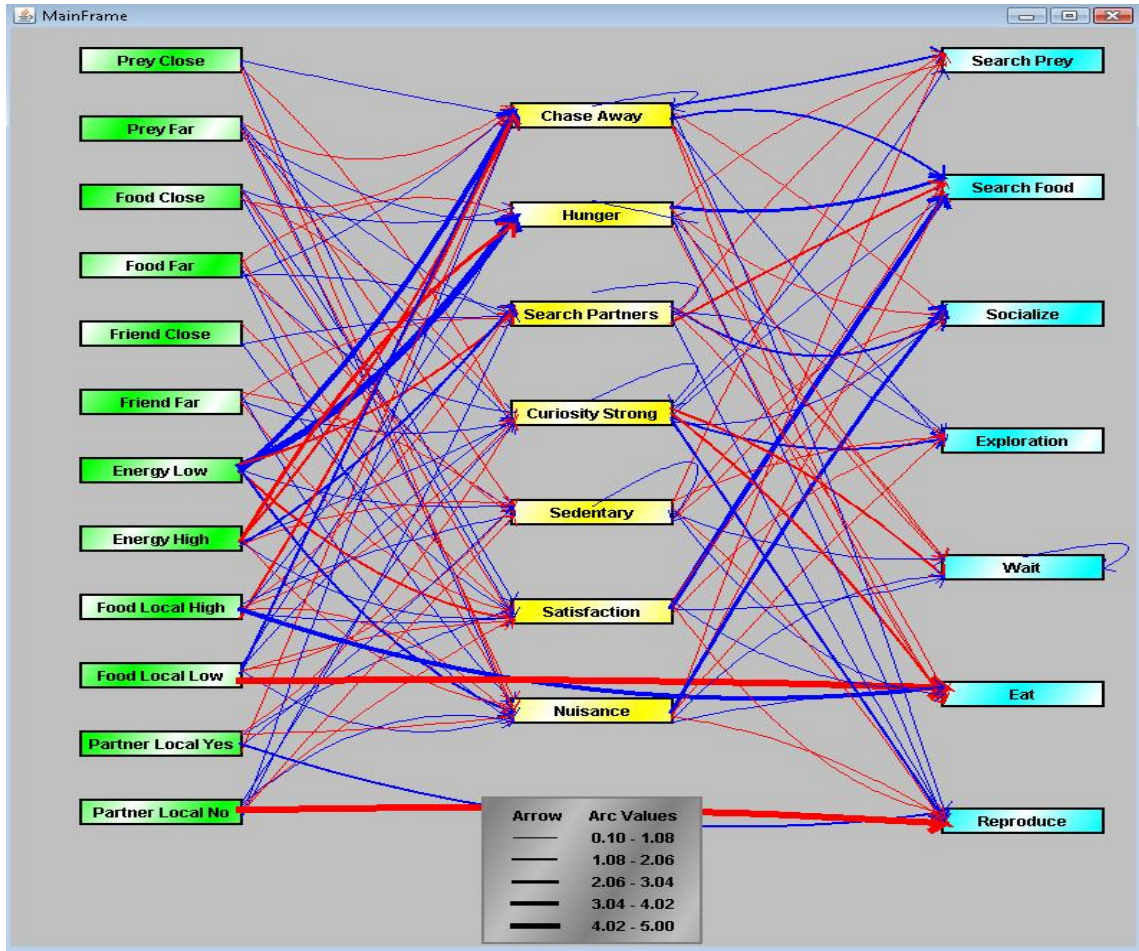 MainFrame
Prey Close
Prey Far
Food Close
Food Far
Friend Close
Friend Far
Energy Low
Energy High
Food Local High
Food Local Low
Partner Local Yes
Partner Local No
Chase Away
Hunger
Search Partners
Curiosity Strong
Sedentary
Satisfaction
Nuisance
Search Prey
Search Food
Socialize
Exploration
Wait
Eat
Reproduce
Arrow Arc Values
0.10 - 1.08
1.08 - 2.06
2.06 - 3.04
3.04 - 4.02
4.02 - 5.00